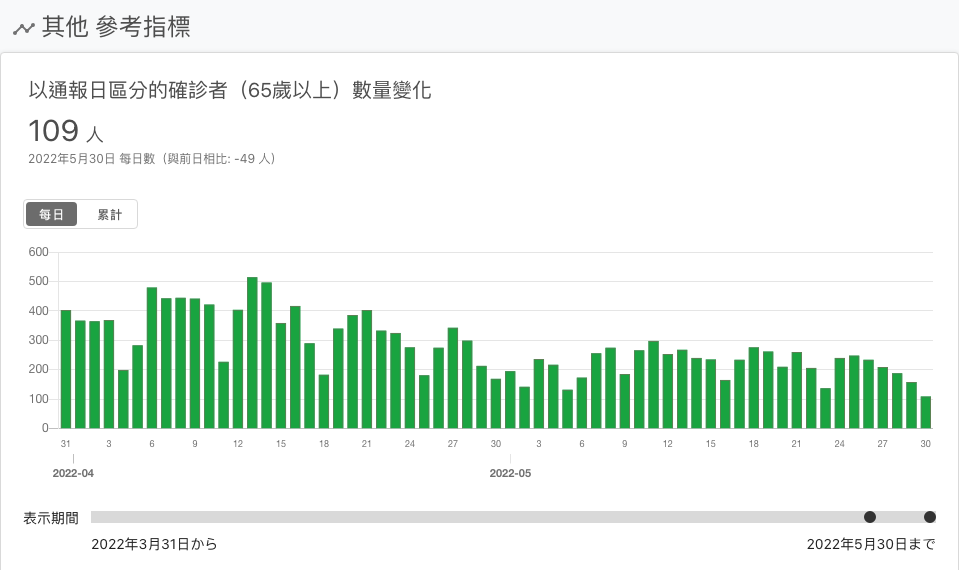 其他 參考指標
以通報日區分的確診者（65歲以上）數量變化
109 人
2022年5月30日 每日數（與前日相比: -49 人）
每日 累計
600
500
400
300
200
100
0
31 3 6 9 12 15 18 21 24 27 30 3 6 9 12 15 18 21 24 27 30
2022-04 2022-05
表示期間
2022年3月31日から 2022年5月30日まで